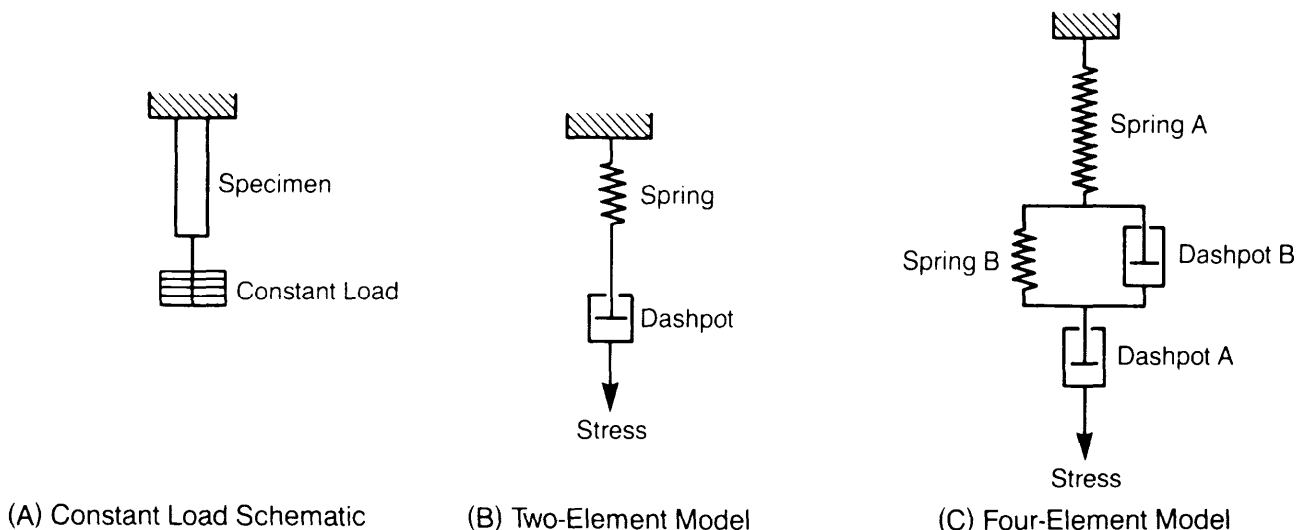 Specimen
Constant Load
(A) Constant Load Schematic
Spring
Dashpot
Stress
(B) Two-Element Model
Spring A
Spring B
Dashpot B
Dashpot A
Stress
(C) Four-Element Model